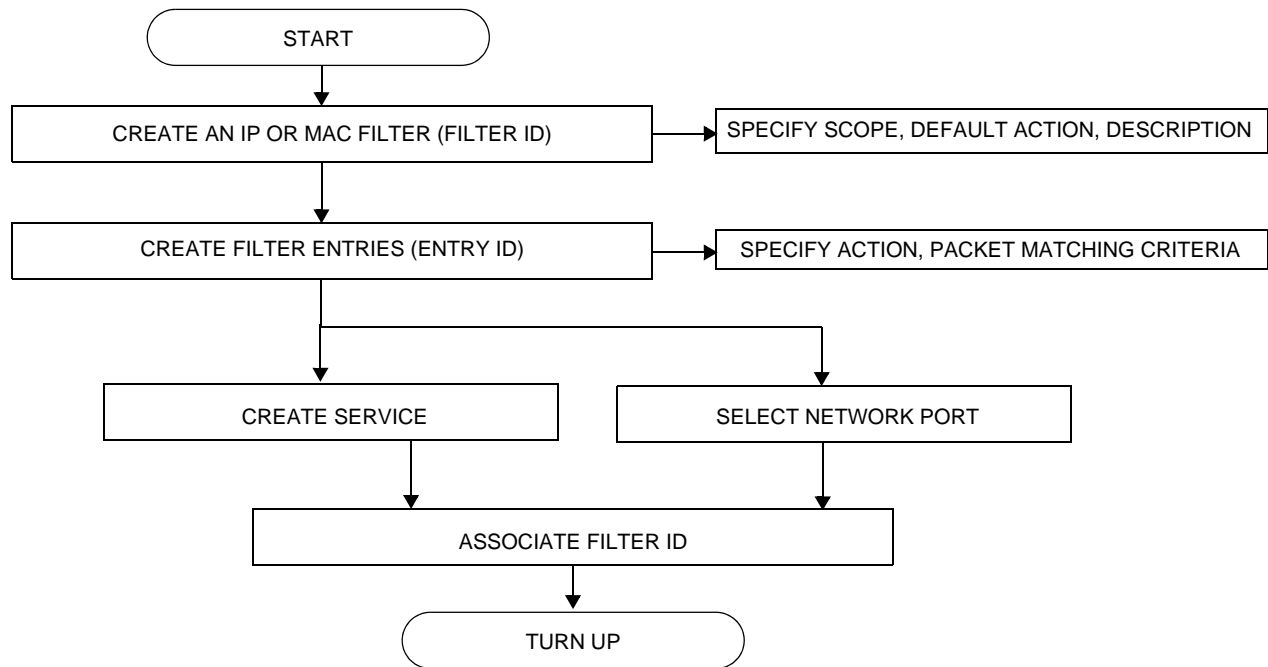 START
CREATE AN IP OR MAC FILTER (FILTER ID)
SPECIFY SCOPE, DEFAULT ACTION, DESCRIPTION
CREATE FILTER ENTRIES (ENTRY ID)
SPECIFY ACTION, PACKET MATCHING CRITERIA
CREATE SERVICE
SELECT NETWORK PORT
ASSOCIATE FILTER ID
TURN UP